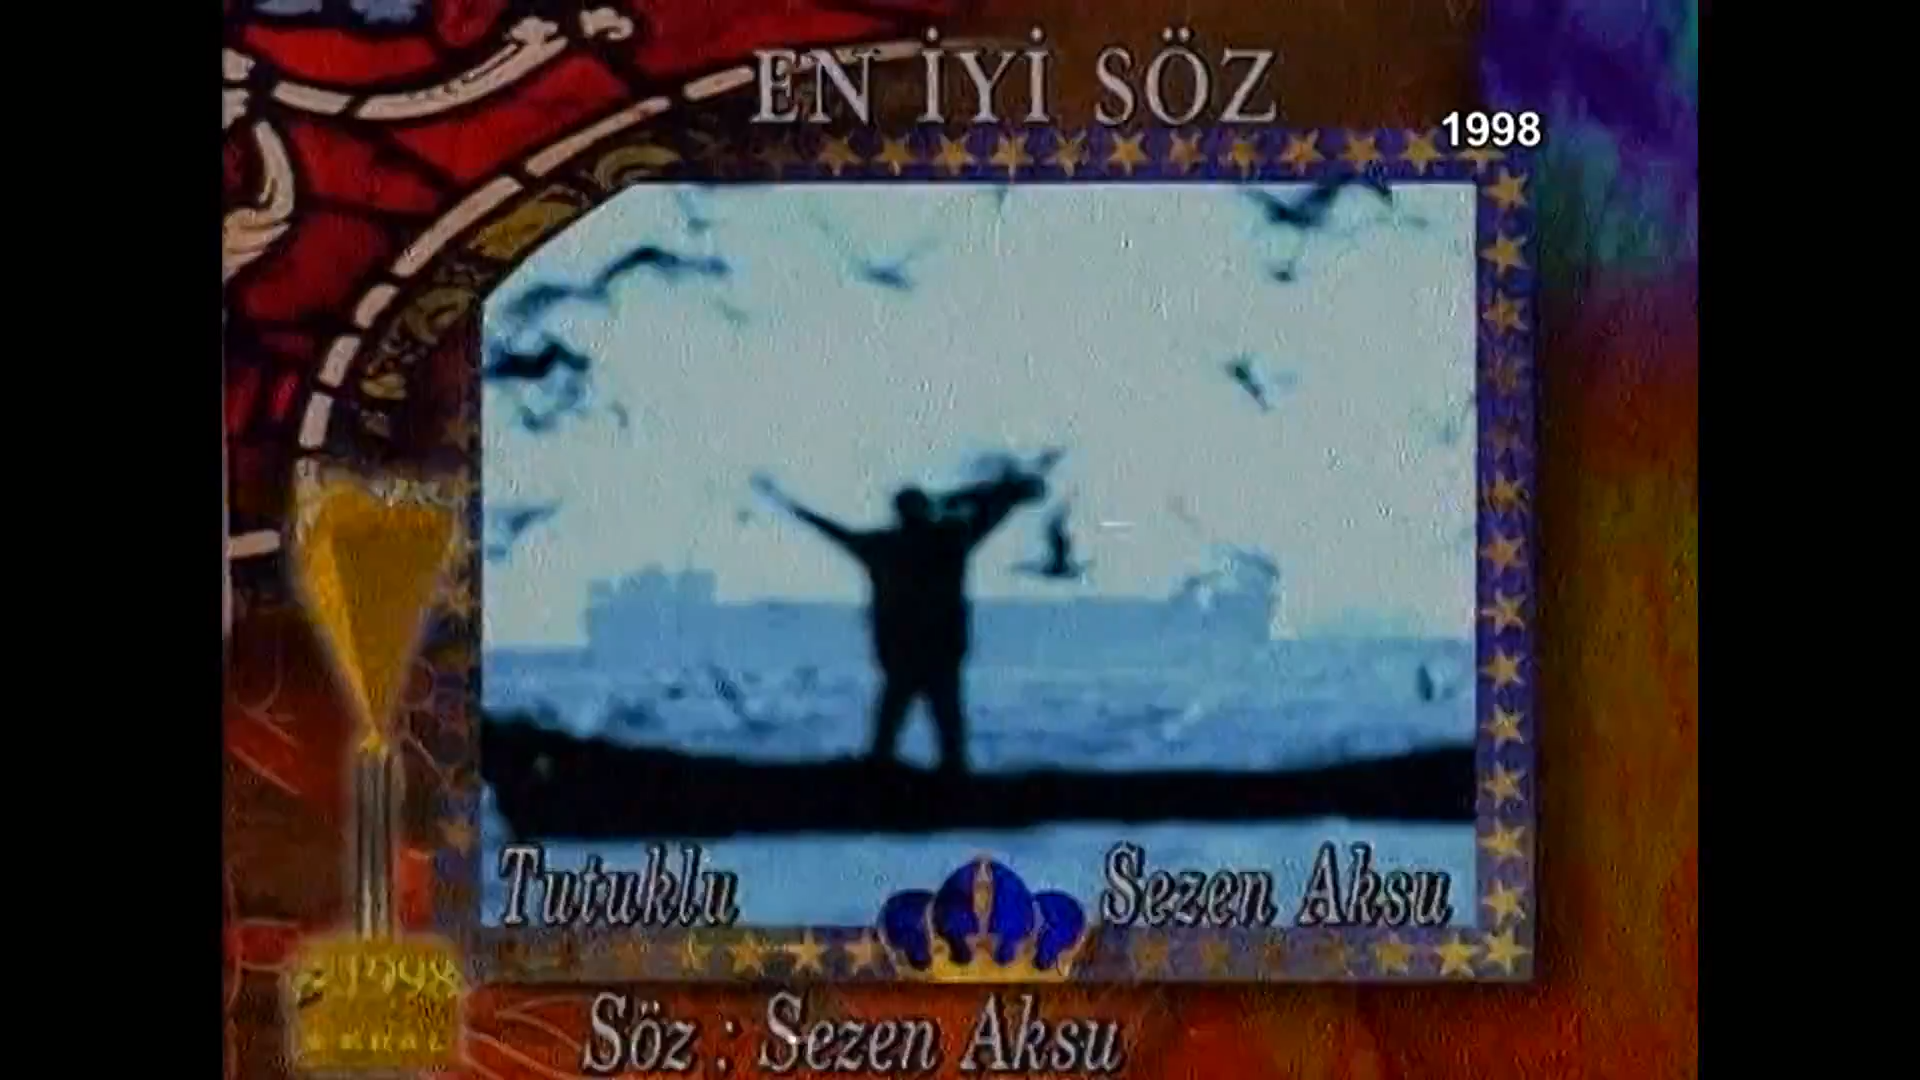 EN İYİ SÖZ
1998
Tutuklu
Sezen Aksu
Söz : Sezen Aksu